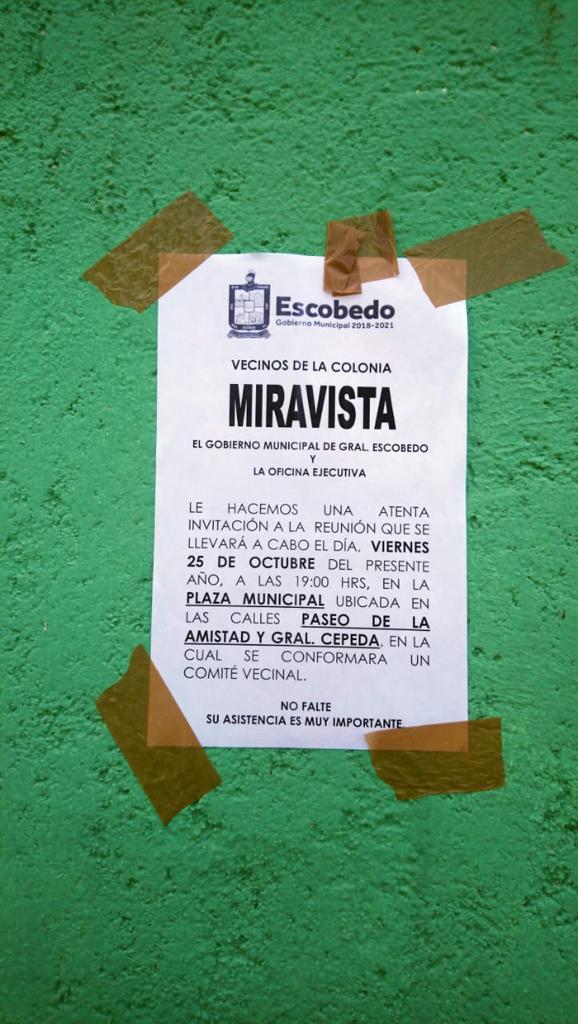 Escobedo
Gobierno Municipal 2018-2021
VECINOS DE LA COLONIA
MIRAVISTA
EL GOBIERNO MUNICIPAL DE GRAL. ESCOBEDO
Y
LA OFICINA EJECUTIVA
LE HACEMOS UNA ATENTA
INVITACIÓN A LA REUNIÓN QUE SE
LLEVARÁ A CABO EL DÍA, VIERNES
25 DE OCTUBRE DEL PRESENTE
AÑO, A LAS 19:00 HRS, EN LA
PLAZA MUNICIPAL UBICADA EN
LAS CALLES PASEO DE LA
AMISTAD Y GRAL. CEPEDA, EN LA
CUAL SE CONFORMARA UN
COMITÉ VECINAL.
NO FALTE
SU ASISTENCIA ES MUY IMPORTANTE.